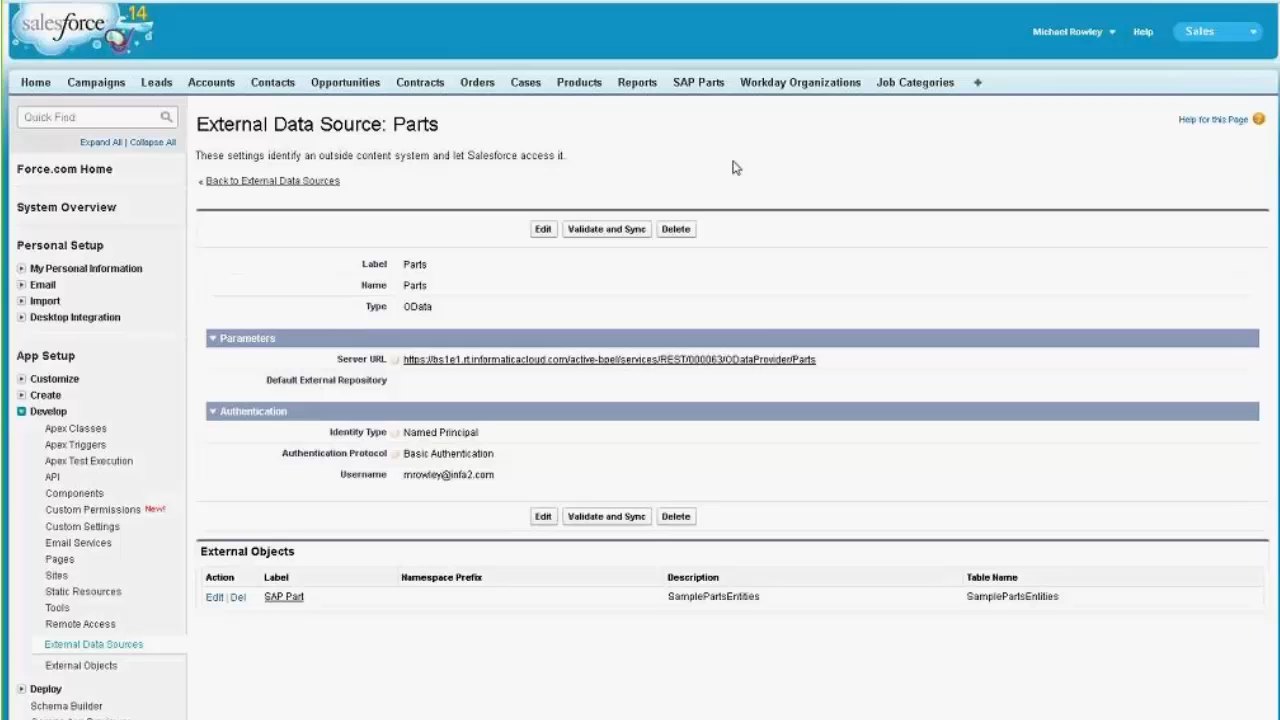 salesforce 14
Michael Rowley Help Sales
Home Campaigns Leads Accounts Contacts Opportunities Contracts Orders Cases Products Reports SAP Parts Workday Organizations Job Categories +
Quick Find
Expand All | Collapse All
Force.com Home
System Overview
Personal Setup
My Personal Information
Email
Import
Desktop Integration
App Setup
Customize
Create
Develop
Apex Classes
Apex Triggers
Apex Test Execution
API
Components
Custom Permissions New!
Custom Settings
Email Services
Pages
Sites
Static Resources
Tools
Remote Access
External Data Sources
External Objects
Deploy
Schema Builder
External Data Source: Parts
Help for this Page
These settings identify an outside content system and let Salesforce access it.
« Back to External Data Sources
Edit Validate and Sync Delete
Label Parts
Name Parts
Type OData
Parameters
Server URL https://bs1e1.rt.informaticacloud.com/active-bpel/services/REST/000063/ODataProvider/Parts
Default External Repository
Authentication
Identity Type Named Principal
Authentication Protocol Basic Authentication
Username mrowley@infa2.com
Edit Validate and Sync Delete
External Objects
Action Label Namespace Prefix Description Table Name
Edit | Del SAP Part SamplePartsEntities SamplePartsEntities